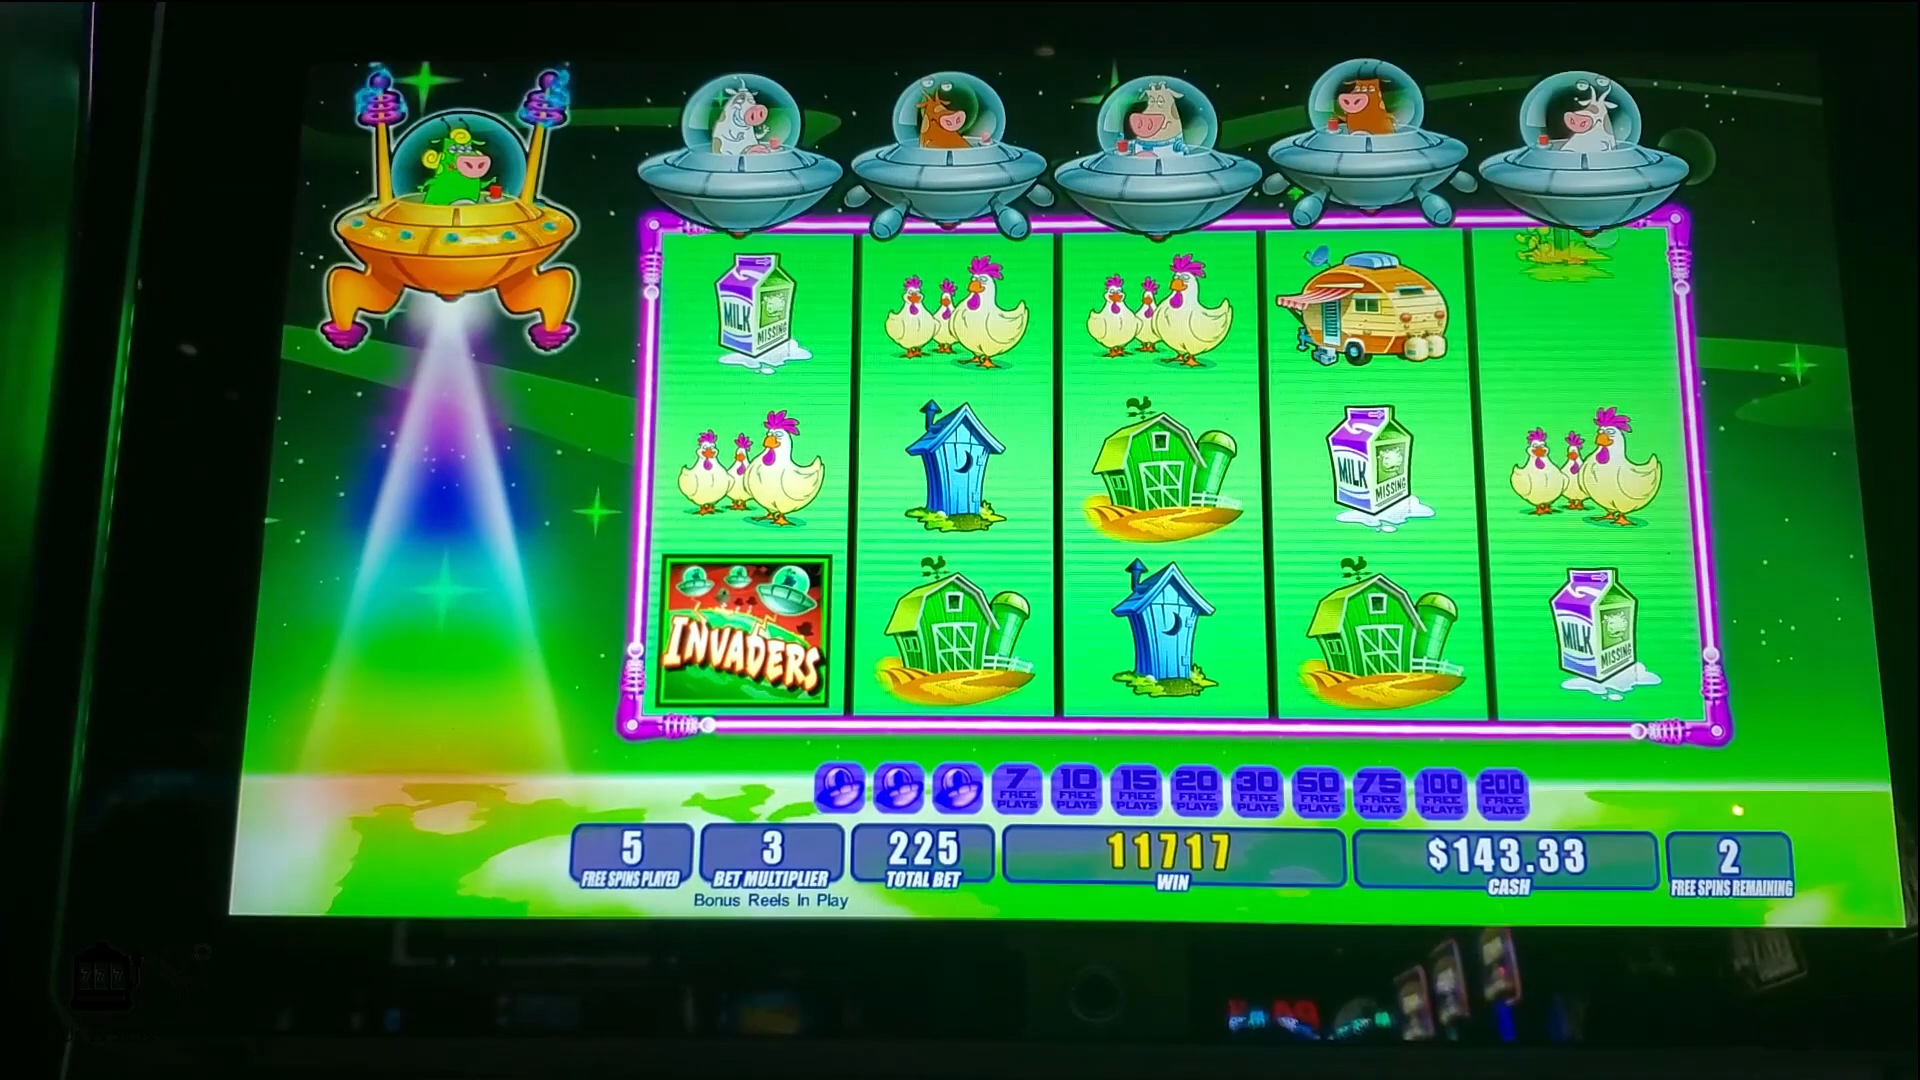 MILK
MISSING
MILK
MISSING
INVADERS
MILK
MISSING
7 FREE PLAYS
10 FREE PLAYS
15 FREE PLAYS
20 FREE PLAYS
30 FREE PLAYS
50 FREE PLAYS
75 FREE PLAYS
100 FREE PLAYS
200 FREE PLAYS
5
FREE SPINS PLAYED
3
BET MULTIPLIER
225
TOTAL BET
11717
WIN
$143.33
CASH
2
FREE SPINS REMAINING
Bonus Reels In Play
777